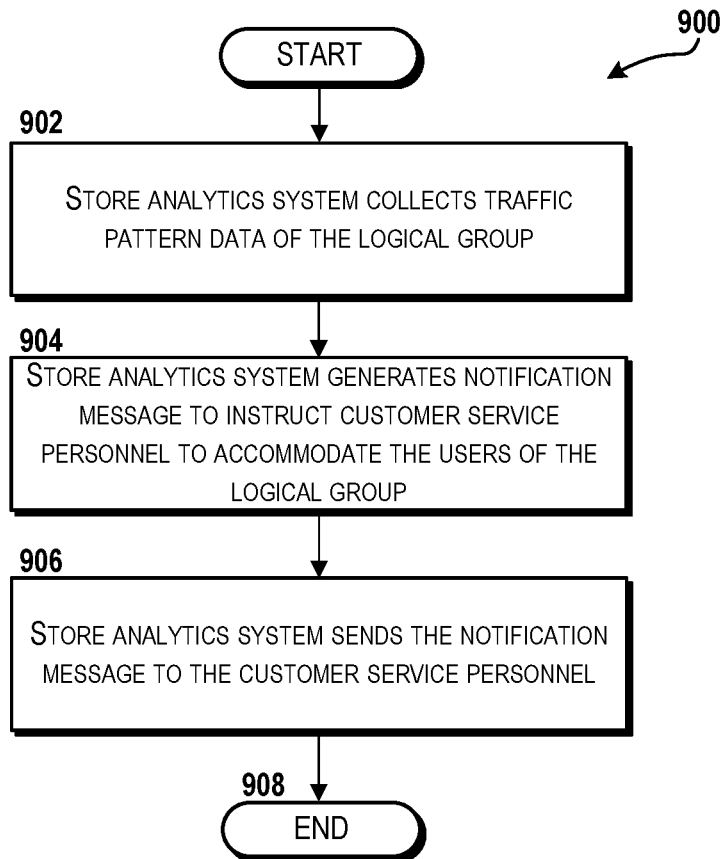 900
START
902
STORE ANALYTICS SYSTEM COLLECTS TRAFFIC
PATTERN DATA OF THE LOGICAL GROUP
904
STORE ANALYTICS SYSTEM GENERATES NOTIFICATION
MESSAGE TO INSTRUCT CUSTOMER SERVICE
PERSONNEL TO ACCOMMODATE THE USERS OF THE
LOGICAL GROUP
906
STORE ANALYTICS SYSTEM SENDS THE NOTIFICATION
MESSAGE TO THE CUSTOMER SERVICE PERSONNEL
908
END